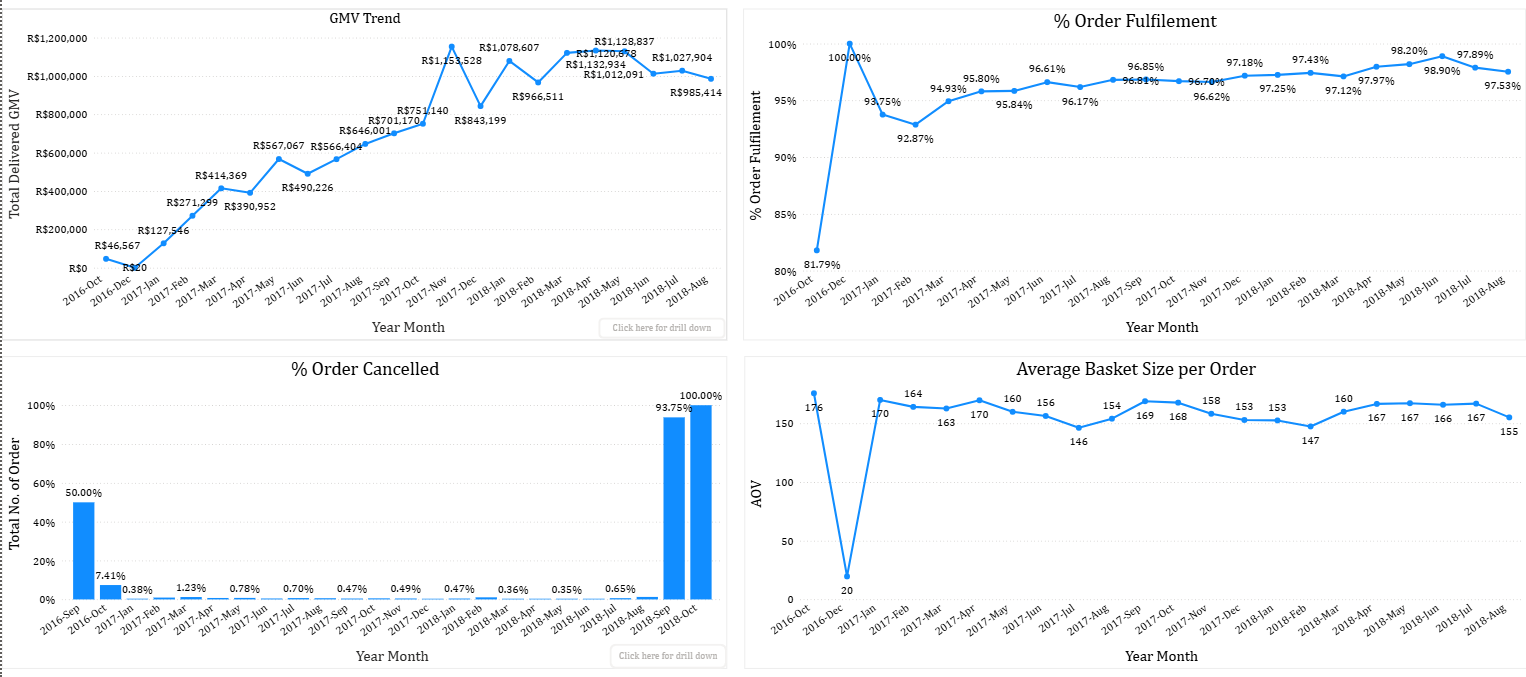 GMV Trend
R$1,200,000
R$1,000,000
R$800,000
R$600,000
R$400,000
R$200,000
R$0
Total Delivered GMV
R$46,567
R$20
R$127,546
R$271,299
R$414,369
R$390,952
R$567,067
R$490,226
R$566,404
R$646,001
R$701,170
R$751,140
R$1,153,528
R$843,199
R$1,078,607
R$966,511
R$1,120,678
R$1,132,934
R$1,128,837
R$1,012,091
R$1,027,904
R$985,414
2016-Oct
2016-Dec
2017-Jan
2017-Feb
2017-Mar
2017-Apr
2017-May
2017-Jun
2017-Jul
2017-Aug
2017-Sep
2017-Oct
2017-Nov
2017-Dec
2018-Jan
2018-Feb
2018-Mar
2018-Apr
2018-May
2018-Jun
2018-Jul
2018-Aug
Year Month
Click here for drill down
% Order Fulfilement
100%
95%
90%
85%
80%
% Order Fulfilement
81.79%
100.00%
93.75%
92.87%
94.93%
95.80%
95.84%
96.61%
96.17%
96.81%
96.85%
96.70%
96.62%
97.18%
97.25%
97.43%
97.12%
97.97%
98.20%
98.90%
97.89%
97.53%
2016-Oct
2016-Dec
2017-Jan
2017-Feb
2017-Mar
2017-Apr
2017-May
2017-Jun
2017-Jul
2017-Aug
2017-Sep
2017-Oct
2017-Nov
2017-Dec
2018-Jan
2018-Feb
2018-Mar
2018-Apr
2018-May
2018-Jun
2018-Jul
2018-Aug
Year Month
% Order Cancelled
100%
80%
60%
40%
20%
0%
Total No. of Order
50.00%
7.41%
0.38%
1.23%
0.78%
0.70%
0.47%
0.49%
0.47%
0.36%
0.35%
0.65%
93.75%
100.00%
2016-Sep
2016-Oct
2017-Jan
2017-Feb
2017-Mar
2017-Apr
2017-May
2017-Jun
2017-Jul
2017-Aug
2017-Sep
2017-Oct
2017-Nov
2017-Dec
2018-Jan
2018-Feb
2018-Mar
2018-Apr
2018-May
2018-Jun
2018-Jul
2018-Aug
2018-Sep
2018-Oct
Year Month
Click here for drill down
Average Basket Size per Order
150
100
50
0
AOV
176
20
170
164
163
170
160
156
146
154
169
168
158
153
153
147
160
167
167
166
167
155
2016-Oct
2016-Dec
2017-Jan
2017-Feb
2017-Mar
2017-Apr
2017-May
2017-Jun
2017-Jul
2017-Aug
2017-Sep
2017-Oct
2017-Nov
2017-Dec
2018-Jan
2018-Feb
2018-Mar
2018-Apr
2018-May
2018-Jun
2018-Jul
2018-Aug
Year Month